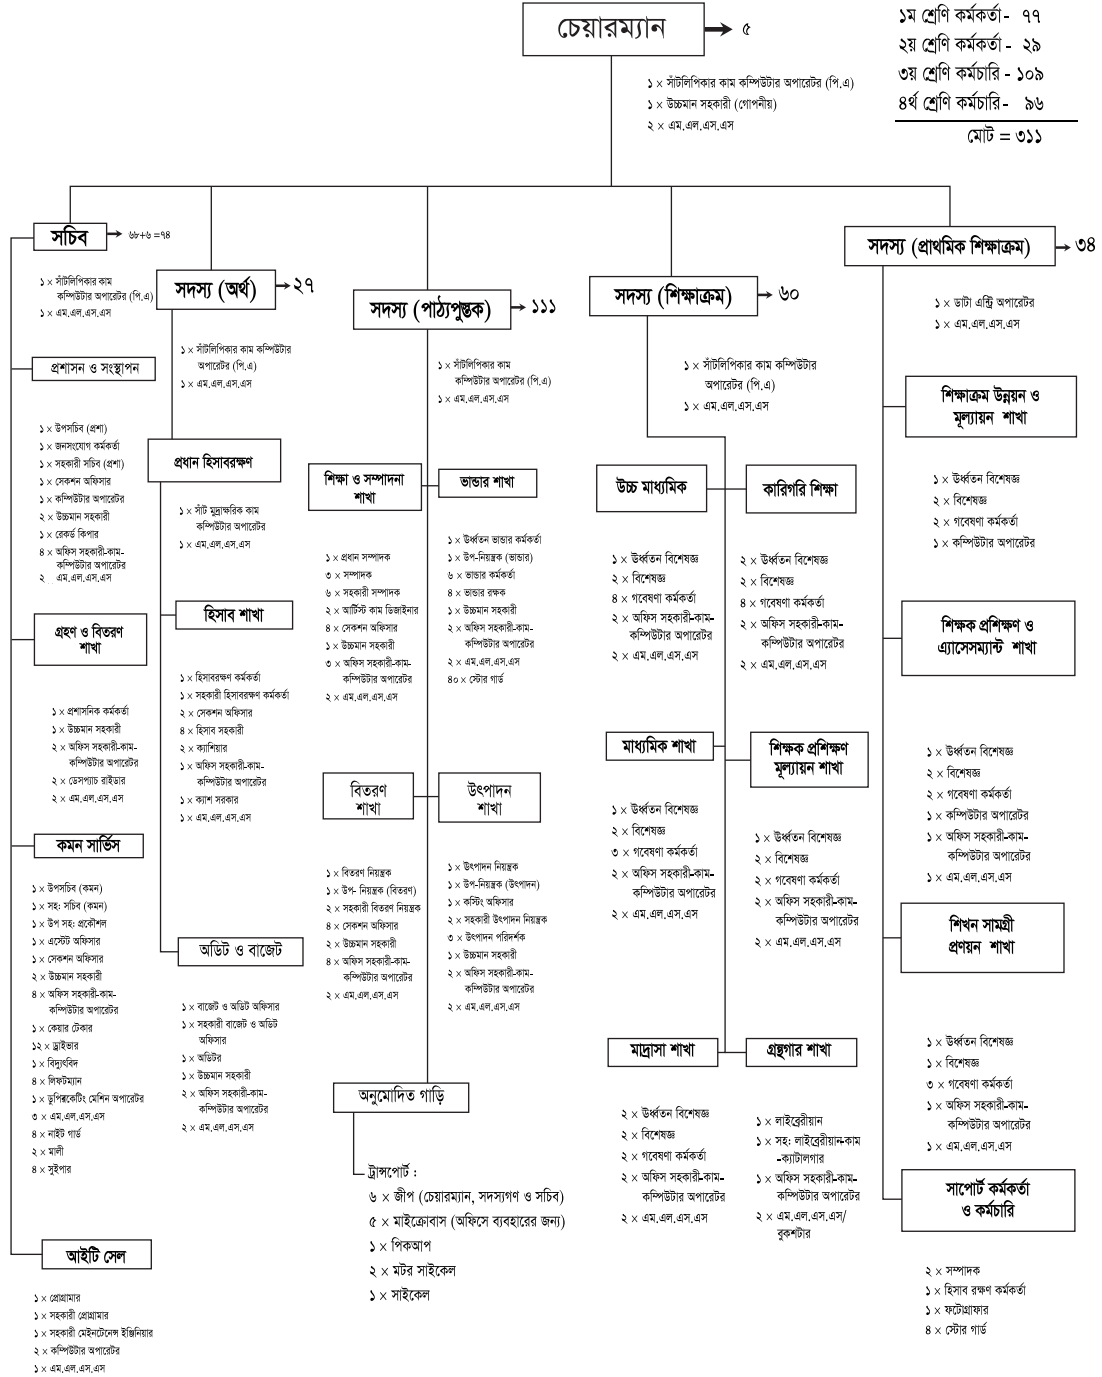 চেয়ারম্যান
৫
১ম শ্রেণি কর্মকর্তা- ৭৭
২য় শ্রেণি কর্মকর্তা - ২৯
৩য় শ্রেণি কর্মচারি - ১০৯
৪র্থ শ্রেণি কর্মচারি - ৯৬
মোট = ৩১১
১ × সাঁটলিপিকার কাম কম্পিউটার অপারেটর (পি.এ)
১ × উচ্চমান সহকারী (গোপনীয়)
২ × এম.এল.এস.এস
সচিব
৬৮+৬ =৭৪
১ × সাঁটলিপিকার কাম
কম্পিউটার অপারেটর (পি.এ)
১ × এম.এল.এস.এস
প্রশাসন ও সংস্থাপন
১ × উপসচিব (প্রশা)
১ × জনসংযোগ কর্মকর্তা
১ × সহকারী সচিব (প্রশা)
১ × সেকশন অফিসার
১ × কম্পিউটার অপারেটর
২ × উচ্চমান সহকারী
১ × রেকর্ড কিপার
৪ × অফিস সহকারী-কাম-
কম্পিউটার অপারেটর
২ এম.এল.এস.এস
গ্রহণ ও বিতরণ
শাখা
১ × প্রশাসনিক কর্মকর্তা
১ × উচ্চমান সহকারী
২ × অফিস সহকারী-কাম-
কম্পিউটার অপারেটর
২ × ডেসপ্যাচ রাইডার
২ × এম.এল.এস.এস
কমন সার্ভিস
১ × উপসচিব (কমন)
১ × সহ: সচিব (কমন)
১ × উপ সহ: প্রকৌশল
১ × এস্টেট অফিসার
১ × সেকশন অফিসার
২ × উচ্চমান সহকারী
৪ × অফিস সহকারী-কাম-
কম্পিউটার অপারেটর
১ × কেয়ার টেকার
১২ × ড্রাইভার
১ × বিদ্যুৎবিদ
৪ × লিফটম্যান
১ × ডুপ্লিকেটিং মেশিন অপারেটর
৩ × এম.এল.এস.এস
৪ × নাইট গার্ড
২ × মালী
৪ × সুইপার
আইটি সেল
১ × প্রোগ্রামার
১ × সহকারী প্রোগ্রামার
১ × সহকারী মেইনটেনেন্স ইঞ্জিনিয়ার
২ × কম্পিউটার অপারেটর
১ × এম.এল.এস.এস
সদস্য (অর্থ)
২৭
১ × সাঁটলিপিকার কাম কম্পিউটার
অপারেটর (পি.এ)
১ × এম.এল.এস.এস
প্রধান হিসাবরক্ষণ
১ × সাঁট মুদ্রাক্ষরিক কাম
কম্পিউটার অপারেটর
১ × এম.এল.এস.এস
হিসাব শাখা
১ × হিসাবরক্ষণ কর্মকর্তা
১ × সহকারী হিসাবরক্ষণ কর্মকর্তা
২ × সেকশন অফিসার
৪ × হিসাব সহকারী
২ × ক্যাশিয়ার
১ × অফিস সহকারী-কাম-
কম্পিউটার অপারেটর
১ × ক্যাশ সরকার
১ × এম.এল.এস.এস
অডিট ও বাজেট
১ × বাজেট ও অডিট অফিসার
১ × সহকারী বাজেট ও অডিট
অফিসার
১ × অডিটর
১ × উচ্চমান সহকারী
২ × অফিস সহকারী-কাম-
কম্পিউটার অপারেটর
২ × এম.এল.এস.এস
সদস্য (পাঠ্যপুস্তক)
১১১
১ × সাঁটলিপিকার কাম
কম্পিউটার অপারেটর (পি.এ)
১ × এম.এল.এস.এস
শিক্ষা ও সম্পাদনা
শাখা
১ × প্রধান সম্পাদক
৩ × সম্পাদক
৬ × সহকারী সম্পাদক
২ × আর্টিস্ট কাম ডিজাইনার
৪ × সেকশন অফিসার
১ × উচ্চমান সহকারী
৩ × অফিস সহকারী-কাম-
কম্পিউটার অপারেটর
২ × এম.এল.এস.এস
ভান্ডার শাখা
১ × উর্ধ্বতন ভান্ডার কর্মকর্তা
১ × উপ-নিয়ন্ত্রক (ভান্ডার)
৬ × ভান্ডার কর্মকর্তা
৪ × ভান্ডার রক্ষক
১ × উচ্চমান সহকারী
২ × অফিস সহকারী-কাম-
কম্পিউটার অপারেটর
২ × এম.এল.এস.এস
৪০ × স্টোর গার্ড
বিতরণ
শাখা
১ × বিতরণ নিয়ন্ত্রক
১ × উপ- নিয়ন্ত্রক (বিতরণ)
২ × সহকারী বিতরণ নিয়ন্ত্রক
৪ × সেকশন অফিসার
২ × উচ্চমান সহকারী
৪ × অফিস সহকারী-কাম-
কম্পিউটার অপারেটর
২ × এম.এল.এস.এস
উৎপাদন
শাখা
১ × উৎপাদন নিয়ন্ত্রক
১ × উপ-নিয়ন্ত্রক (উৎপাদন)
১ × কস্টিং অফিসার
২ × সহকারী উৎপাদন নিয়ন্ত্রক
৩ × উৎপাদন পরিদর্শক
১ × উচ্চমান সহকারী
২ × অফিস সহকারী-কাম-
কম্পিউটার অপারেটর
২ × এম.এল.এস.এস
অনুমোদিত গাড়ি
ট্রান্সপোর্ট :
৬ × জীপ (চেয়ারম্যান, সদস্যগণ ও সচিব)
৫ × মাইক্রোবাস (অফিসে ব্যবহারের জন্য)
১ × পিকআপ
২ × মটর সাইকেল
১ × সাইকেল
সদস্য (শিক্ষাক্রম)
৬০
১ × সাঁটলিপিকার কাম কম্পিউটার
অপারেটর (পি.এ)
১ × এম.এল.এস.এস
উচ্চ মাধ্যমিক
১ × উর্ধ্বতন বিশেষজ্ঞ
২ × বিশেষজ্ঞ
৪ × গবেষণা কর্মকর্তা
২ × অফিস সহকারী-কাম-
কম্পিউটার অপারেটর
২ × এম.এল.এস.এস
কারিগরি শিক্ষা
২ × উর্ধ্বতন বিশেষজ্ঞ
২ × বিশেষজ্ঞ
৪ × গবেষণা কর্মকর্তা
২ × অফিস সহকারী-কাম-
কম্পিউটার অপারেটর
২ × এম.এল.এস.এস
মাধ্যমিক শাখা
১ × উর্ধ্বতন বিশেষজ্ঞ
২ × বিশেষজ্ঞ
৩ × গবেষণা কর্মকর্তা
২ × অফিস সহকারী-কাম-
কম্পিউটার অপারেটর
২ × এম.এল.এস.এস
শিক্ষক প্রশিক্ষণ
মূল্যায়ন শাখা
১ × উর্ধ্বতন বিশেষজ্ঞ
২ × বিশেষজ্ঞ
২ × গবেষণা কর্মকর্তা
২ × অফিস সহকারী-কাম-
কম্পিউটার অপারেটর
২ × এম.এল.এস.এস
মাদ্রাসা শাখা
২ × উর্ধ্বতন বিশেষজ্ঞ
২ × বিশেষজ্ঞ
২ × গবেষণা কর্মকর্তা
২ × অফিস সহকারী-কাম-
কম্পিউটার অপারেটর
২ × এম.এল.এস.এস
গ্রন্থগার শাখা
১ × লাইব্রেরীয়ান
১ × সহ: লাইব্রেরীয়ান-কাম
-ক্যাটালগার
১ × অফিস সহকারী-কাম-
কম্পিউটার অপারেটর
২ × এম.এল.এস.এস/
বুকশর্টার
সদস্য (প্রাথমিক শিক্ষাক্রম)
৩৪
১ × ডাটা এন্ট্রি অপারেটর
১ × এম.এল.এস.এস
শিক্ষাক্রম উন্নয়ন ও
মূল্যায়ন শাখা
১ × উর্ধ্বতন বিশেষজ্ঞ
২ × বিশেষজ্ঞ
২ × গবেষণা কর্মকর্তা
১ × কম্পিউটার অপারেটর
শিক্ষক প্রশিক্ষণ ও
এ্যাসেসম্যান্ট শাখা
১ × উর্ধ্বতন বিশেষজ্ঞ
২ × বিশেষজ্ঞ
২ × গবেষণা কর্মকর্তা
১ × কম্পিউটার অপারেটর
১ × অফিস সহকারী-কাম-
কম্পিউটার অপারেটর
১ × এম.এল.এস.এস
শিখন সামগ্রী
প্রণয়ন শাখা
১ × উর্ধ্বতন বিশেষজ্ঞ
১ × বিশেষজ্ঞ
৩ × গবেষণা কর্মকর্তা
১ × অফিস সহকারী-কাম-
কম্পিউটার অপারেটর
১ × এম.এল.এস.এস
সাপোর্ট কর্মকর্তা
ও কর্মচারি
২ × সম্পাদক
১ × হিসাব রক্ষণ কর্মকর্তা
১ × ফটোগ্রাফার
৪ × স্টোর গার্ড